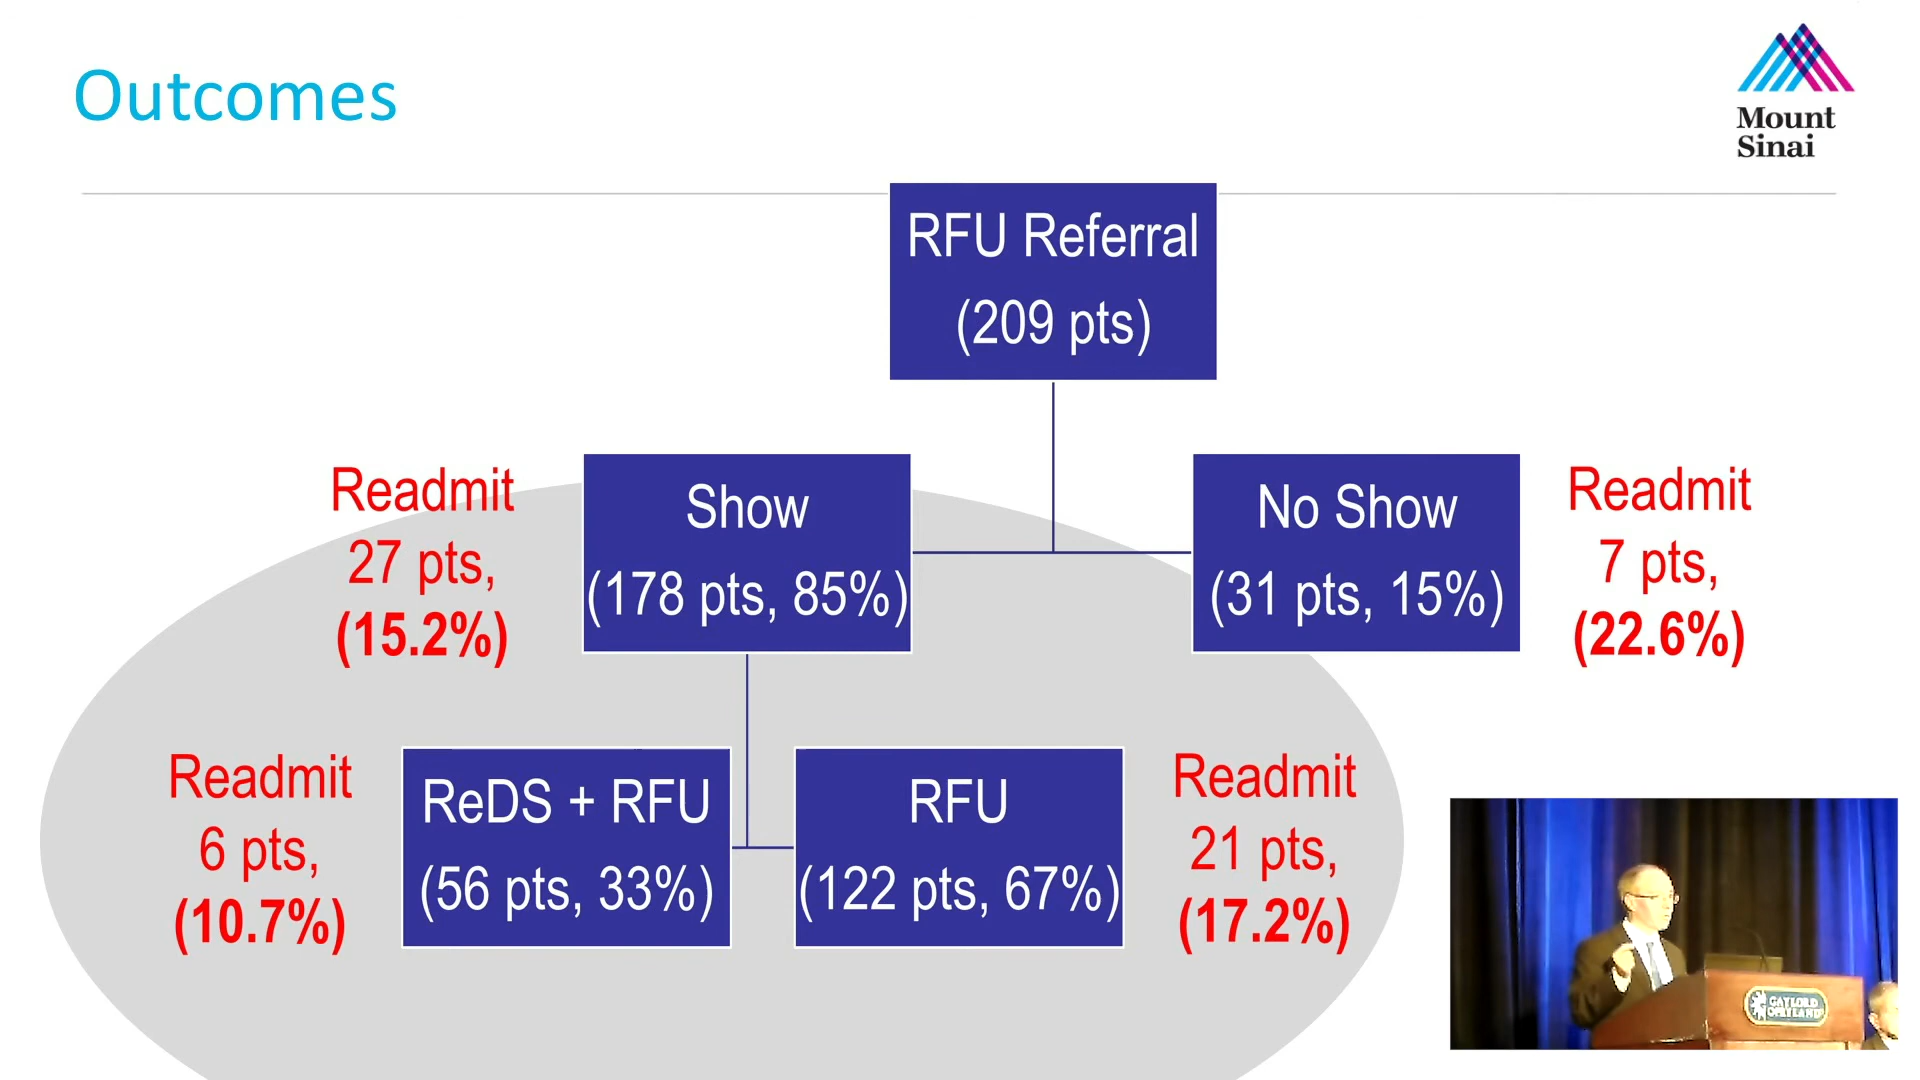 Outcomes
Mount
Sinai
RFU Referral
(209 pts)
Readmit
27 pts,
(15.2%)
Show
(178 pts, 85%)
No Show
(31 pts, 15%)
Readmit
7 pts,
(22.6%)
Readmit
6 pts,
(10.7%)
ReDS + RFU
(56 pts, 33%)
RFU
(122 pts, 67%)
Readmit
21 pts,
(17.2%)
GAYLORD
OPRYLAND